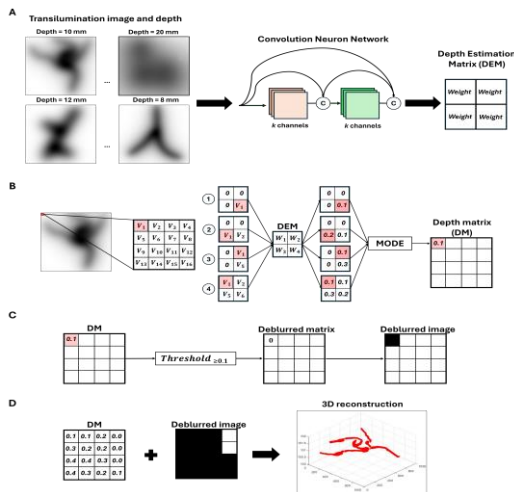 A
Transillumination image and depth
Depth = 10 mm
Depth = 20 mm
...
Depth = 12 mm
Depth = 8 mm
...
Convolution Neuron Network
k channels
C
k channels
C
Depth Estimation
Matrix (DEM)
Weight Weight
Weight Weight
B
V1 V2 V3 V4
V5 V6 V7 V8
V9 V10 V11 V12
V13 V14 V15 V16
1
0 0
0 V1
2
0 0
V1 V2
3
0 V1
0 V5
4
V1 V2
V5 V6
DEM
W1 W2
W3 W4
0 0
0 0.1
0 0
0.2 0.1
0 0.1
0 0.3
0.1 0.1
0.3 0.2
MODE
Depth matrix
(DM)
0.1
C
DM
0.1
Threshold ≥0.1
Deblurred matrix
0
Deblurred image
D
DM
0.1 0.1 0.2 0.0
0.3 0.2 0.2 0.0
0.4 0.4 0.3 0.0
0.4 0.3 0.2 0.1
Deblurred image
3D reconstruction